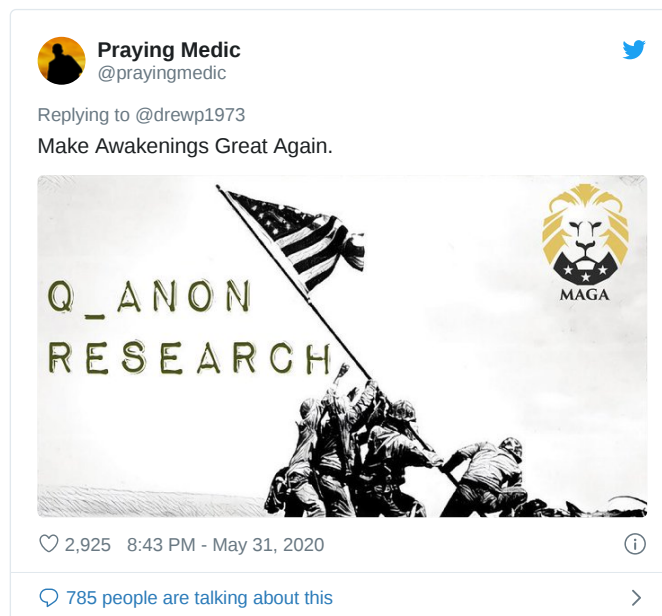 Praying Medic
@prayingmedic
Replying to @drewp1973
Make Awakenings Great Again.
Q_ANON
RESEARCH
MAGA
2,925 8:43 PM - May 31, 2020
785 people are talking about this